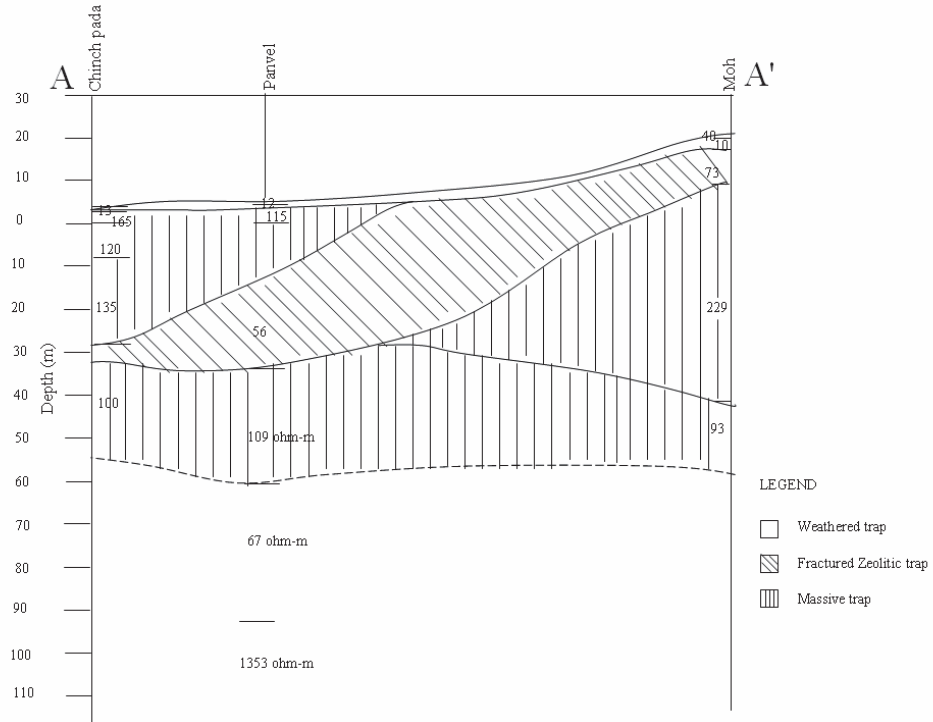 Chinch pada
Panvel
Moh
A
A'
30
20
10
0
10
20
30
40
50
60
70
80
90
100
110
Depth (m)
13
165
120
135
100
12
115
56
109 ohm-m
67 ohm-m
1353 ohm-m
40
10
73
229
93
LEGEND
Weathered trap
Fractured Zeolitic trap
Massive trap